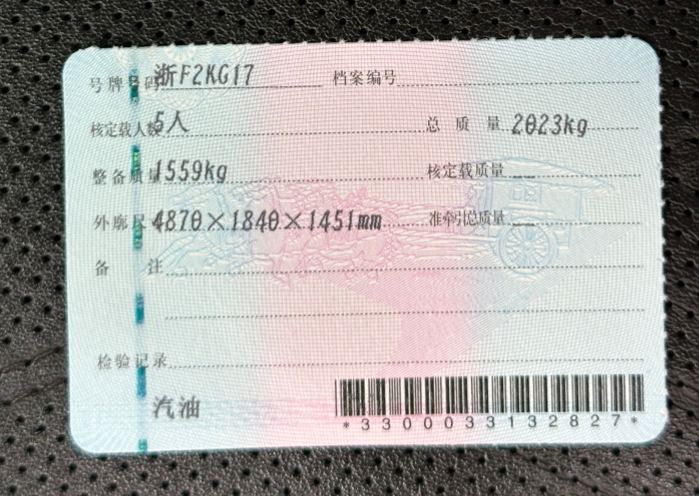 号牌号码 浙F2KG17 档案编号
核定载人数 5人 总质量 2023kg
整备质量 1559kg 核定载质量 --
外廓尺寸 4870×1840×1451mm 准牵引总质量 --
备注
检验记录
汽油
*3300033132827*